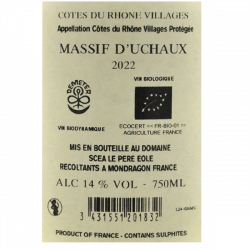 COTES DU RHONE VILLAGES
Appellation Côtes du Rhône Villages Protégée
MASSIF D'UCHAUX
2022
DEMETER
VIN BIOLOGIQUE
VIN BIODYNAMIQUE
ECOCERT << FR-BIO-01 >>
AGRICULTURE FRANCE
MIS EN BOUTEILLE AU DOMAINE
SCEA LE PERE EOLE
RECOLTANTS A MONDRAGON FRANCE
ALC 14 % VOL - 750ML
3 431551 201832
PRODUCT OF FRANCE - CONTAINS SULPHITES